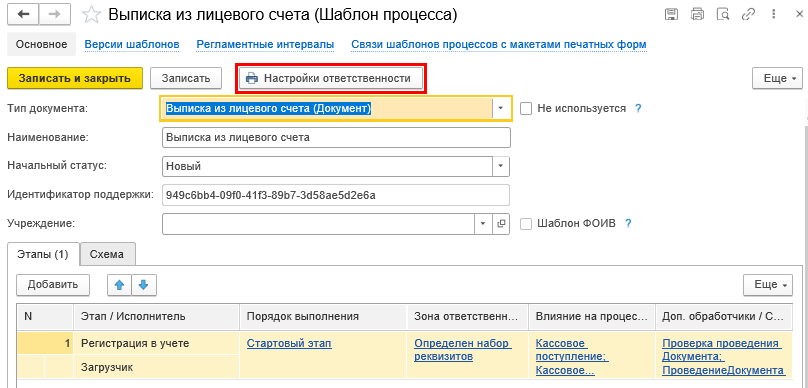 Выписка из лицевого счета (Шаблон процесса)
Основное Версии шаблонов Регламентные интервалы Связи шаблонов процессов с макетами печатных форм
Записать и закрыть Записать Настройки ответственности Еще
Тип документа: Выписка из лицевого счета (Документ) Не используется ?
Наименование: Выписка из лицевого счета
Начальный статус: Новый
Идентификатор поддержки: 949c6bb4-09f0-41f3-89b7-3d58ae5d2e6a
Учреждение: Шаблон ФОИВ ?
Этапы (1) Схема
Добавить Еще
N Этап / Исполнитель Порядок выполнения Зона ответственн... Влияние на процес... Доп. обработчики / С...
1 Регистрация в учете Стартовый этап Определен набор Кассовое Проверка проведения
реквизитов поступление; Документа;
Загрузчик Кассовое... ПроведениеДокумента